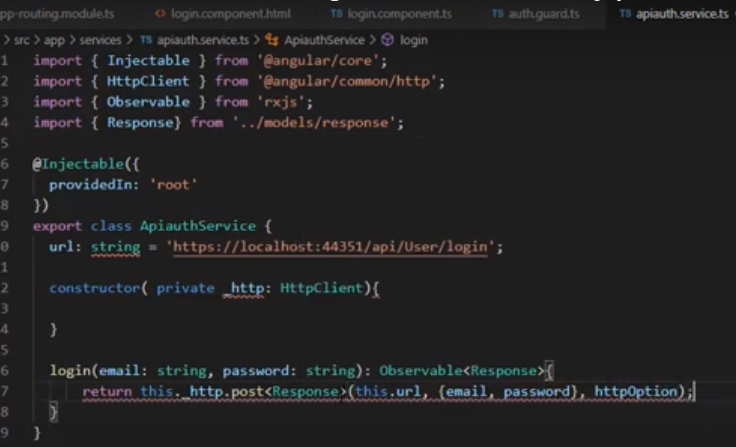 pp-routing.module.ts login.component.html TS login.component.ts TS auth.guard.ts TS apiauth.service.ts
> src > app > services > TS apiauth.service.ts > ApiauthService > login
1 import { Injectable } from '@angular/core';
2 import { HttpClient } from '@angular/common/http';
3 import { Observable } from 'rxjs';
4 import { Response} from '../models/response';
5
6 @Injectable({
7 providedIn: 'root'
8 })
9 export class ApiauthService {
0 url: string = 'https://localhost:44351/api/User/login';
1
2 constructor( private _http: HttpClient){
3
4 }
5
6 login(email: string, password: string): Observable<Response>{
7 return this._http.post<Response>(this.url, {email, password}, httpOption);
8 }
9 }